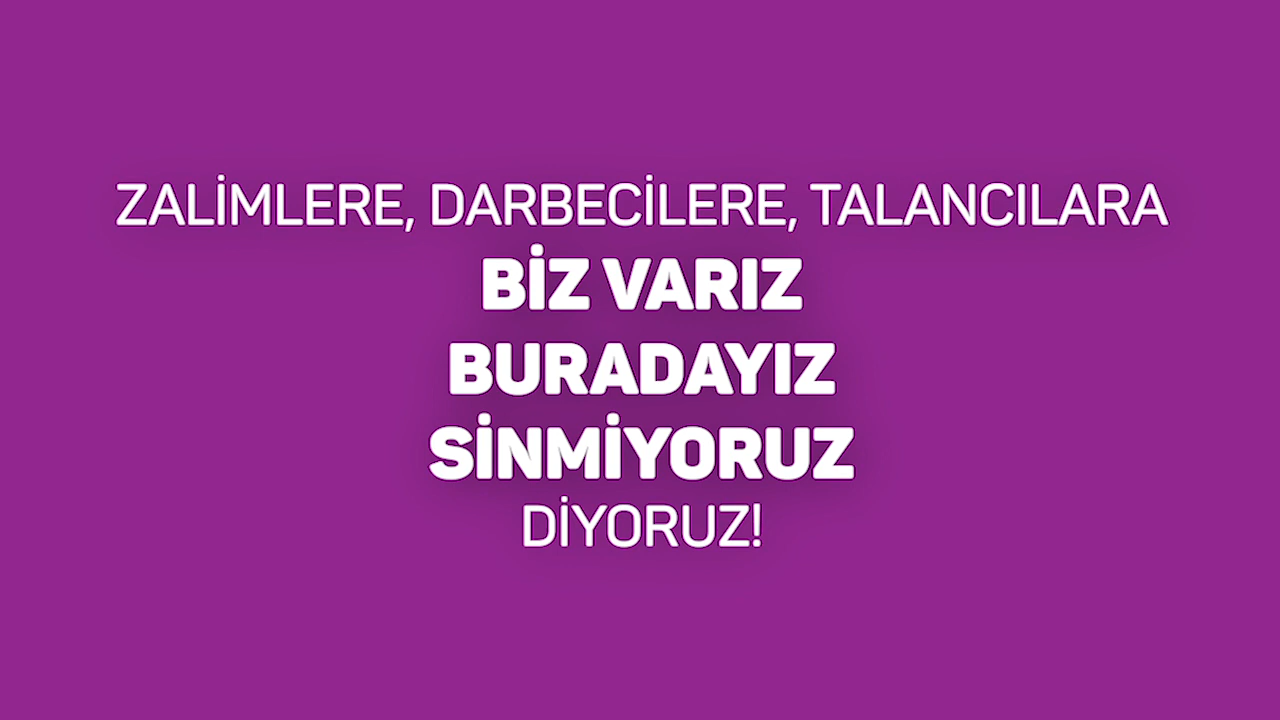 ZALİMLERE, DARBECİLERE, TALANCILARA
BİZ VARIZ
BURADAYIZ
SİNMİYORUZ
DİYORUZ!